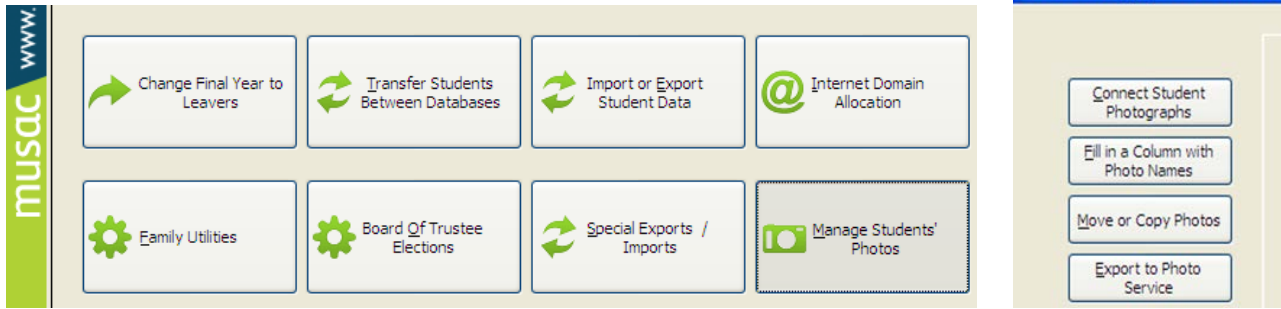 musac www.
Change Final Year to
Leavers
Transfer Students
Between Databases
Import or Export
Student Data
@ Internet Domain
Allocation
Family Utilities
Board Of Trustee
Elections
Special Exports /
Imports
Manage Students'
Photos
Connect Student
Photographs
Fill in a Column with
Photo Names
Move or Copy Photos
Export to Photo
Service